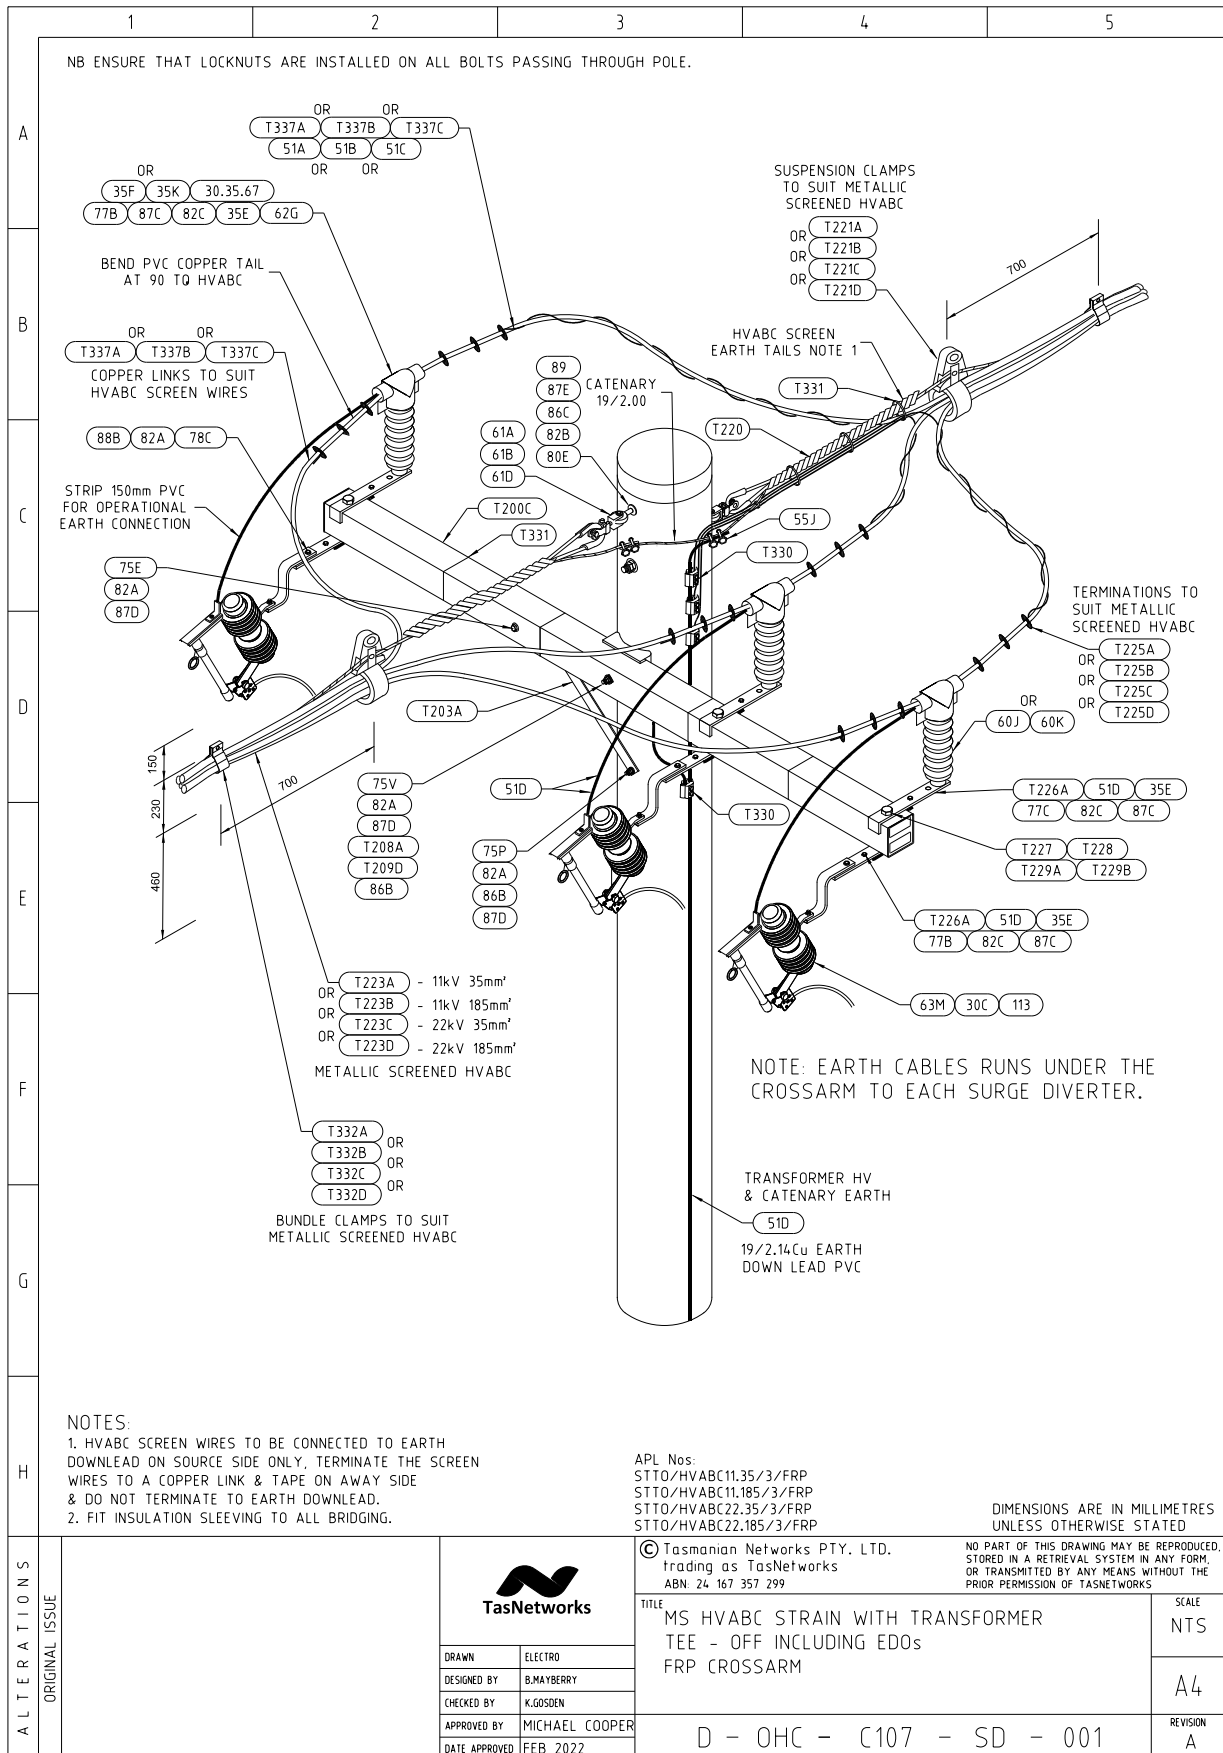 1 2 3 4 5
NB ENSURE THAT LOCKNUTS ARE INSTALLED ON ALL BOLTS PASSING THROUGH POLE.
A
B
C
D
E
F
G
H
OR OR
T337A T337B T337C
51A 51B 51C
OR OR
OR
35F 35K 30.35.67
77B 87C 82C 35E 62G
BEND PVC COPPER TAIL
AT 90 TO HVABC
OR OR
T337A T337B T337C
COPPER LINKS TO SUIT
HVABC SCREEN WIRES
88B 82A 78C
STRIP 150mm PVC
FOR OPERATIONAL
EARTH CONNECTION
75E
82A
87D
SUSPENSION CLAMPS
TO SUIT METALLIC
SCREENED HVABC
T221A
OR
T221B
OR
T221C
OR
T221D
700
HVABC SCREEN
EARTH TAILS NOTE 1
T331
89
87E
86C
82B
80E
CATENARY
19/2.00
61A
61B
61D
T220
T200C
T331
55J
T330
TERMINATIONS TO
SUIT METALLIC
SCREENED HVABC
T225A
OR
T225B
OR
T225C
OR
T225D
OR
60J 60K
T203A
150
230
460
700
75V
82A
87D
T208A
T209D
86B
51D
75P
82A
86B
87D
T330
T226A 51D 35E
77C 82C 87C
T227 T228
T229A T229B
T226A 51D 35E
77B 82C 87C
63M 30C 113
T223A - 11kV 35mm²
OR
T223B - 11kV 185mm²
OR
T223C - 22kV 35mm²
OR
T223D - 22kV 185mm²
METALLIC SCREENED HVABC
NOTE: EARTH CABLES RUNS UNDER THE
CROSSARM TO EACH SURGE DIVERTER.
T332A
OR
T332B
OR
T332C
OR
T332D
BUNDLE CLAMPS TO SUIT
METALLIC SCREENED HVABC
TRANSFORMER HV
& CATENARY EARTH
51D
19/2.14Cu EARTH
DOWN LEAD PVC
NOTES:
1. HVABC SCREEN WIRES TO BE CONNECTED TO EARTH
DOWNLEAD ON SOURCE SIDE ONLY, TERMINATE THE SCREEN
WIRES TO A COPPER LINK & TAPE ON AWAY SIDE
& DO NOT TERMINATE TO EARTH DOWNLEAD.
2. FIT INSULATION SLEEVING TO ALL BRIDGING.
APL Nos:
STTO/HVABC11.35/3/FRP
STTO/HVABC11.185/3/FRP
STTO/HVABC22.35/3/FRP
STTO/HVABC22.185/3/FRP
DIMENSIONS ARE IN MILLIMETRES
UNLESS OTHERWISE STATED
ALTERATIONS
ORIGINAL ISSUE
TasNetworks
© Tasmanian Networks PTY. LTD.
trading as TasNetworks
ABN: 24 167 357 299
NO PART OF THIS DRAWING MAY BE REPRODUCED,
STORED IN A RETRIEVAL SYSTEM IN ANY FORM,
OR TRANSMITTED BY ANY MEANS WITHOUT THE
PRIOR PERMISSION OF TASNETWORKS
TITLE
MS HVABC STRAIN WITH TRANSFORMER
TEE - OFF INCLUDING EDOs
FRP CROSSARM
SCALE
NTS
A4
DRAWN ELECTRO
DESIGNED BY B.MAYBERRY
CHECKED BY K.GOSDEN
APPROVED BY MICHAEL COOPER
DATE APPROVED FEB 2022
D - OHC - C107 - SD - 001
REVISION
A